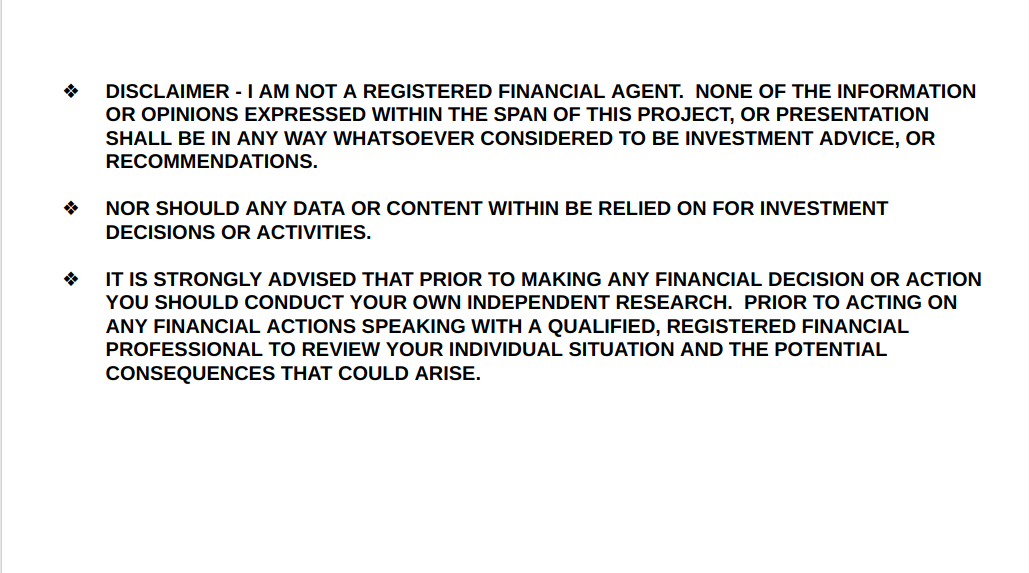 ❖ DISCLAIMER - I AM NOT A REGISTERED FINANCIAL AGENT.  NONE OF THE INFORMATION
OR OPINIONS EXPRESSED WITHIN THE SPAN OF THIS PROJECT, OR PRESENTATION
SHALL BE IN ANY WAY WHATSOEVER CONSIDERED TO BE INVESTMENT ADVICE, OR
RECOMMENDATIONS.
❖ NOR SHOULD ANY DATA OR CONTENT WITHIN BE RELIED ON FOR INVESTMENT
DECISIONS OR ACTIVITIES.
❖ IT IS STRONGLY ADVISED THAT PRIOR TO MAKING ANY FINANCIAL DECISION OR ACTION
YOU SHOULD CONDUCT YOUR OWN INDEPENDENT RESEARCH.  PRIOR TO ACTING ON
ANY FINANCIAL ACTIONS SPEAKING WITH A QUALIFIED, REGISTERED FINANCIAL
PROFESSIONAL TO REVIEW YOUR INDIVIDUAL SITUATION AND THE POTENTIAL
CONSEQUENCES THAT COULD ARISE.